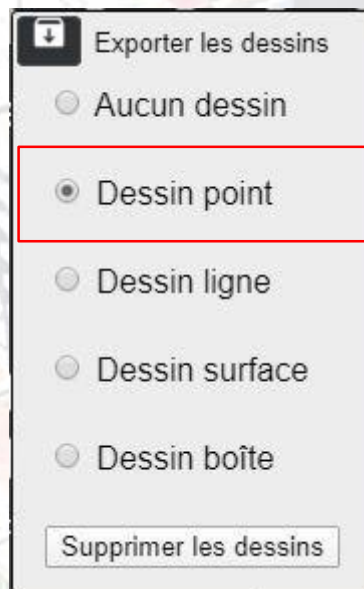 Exporter les dessins
Aucun dessin
Dessin point
Dessin ligne
Dessin surface
Dessin boîte
Supprimer les dessins